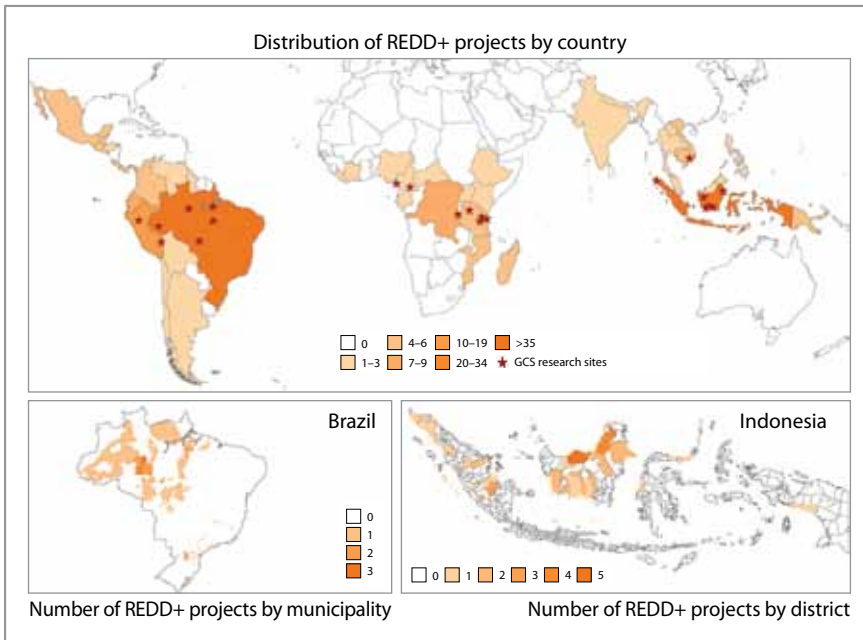 Distribution of REDD+ projects by country
0 4–6 10–19 >35
1–3 7–9 20–34 GCS research sites
Brazil
0
1
2
3
Number of REDD+ projects by municipality
Indonesia
0 1 2 3 4 5
Number of REDD+ projects by district